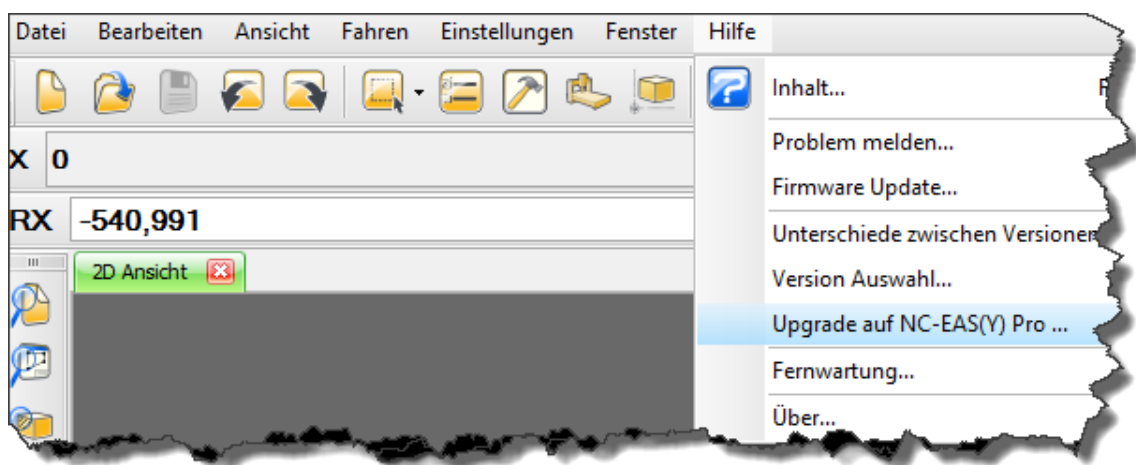 Datei Bearbeiten Ansicht Fahren Einstellungen Fenster Hilfe
Inhalt...
X 0
Problem melden...
Firmware Update...
RX -540,991
Unterschiede zwischen Versionen
2D Ansicht
Version Auswahl...
Upgrade auf NC-EAS(Y) Pro ...
Fernwartung...
Über...